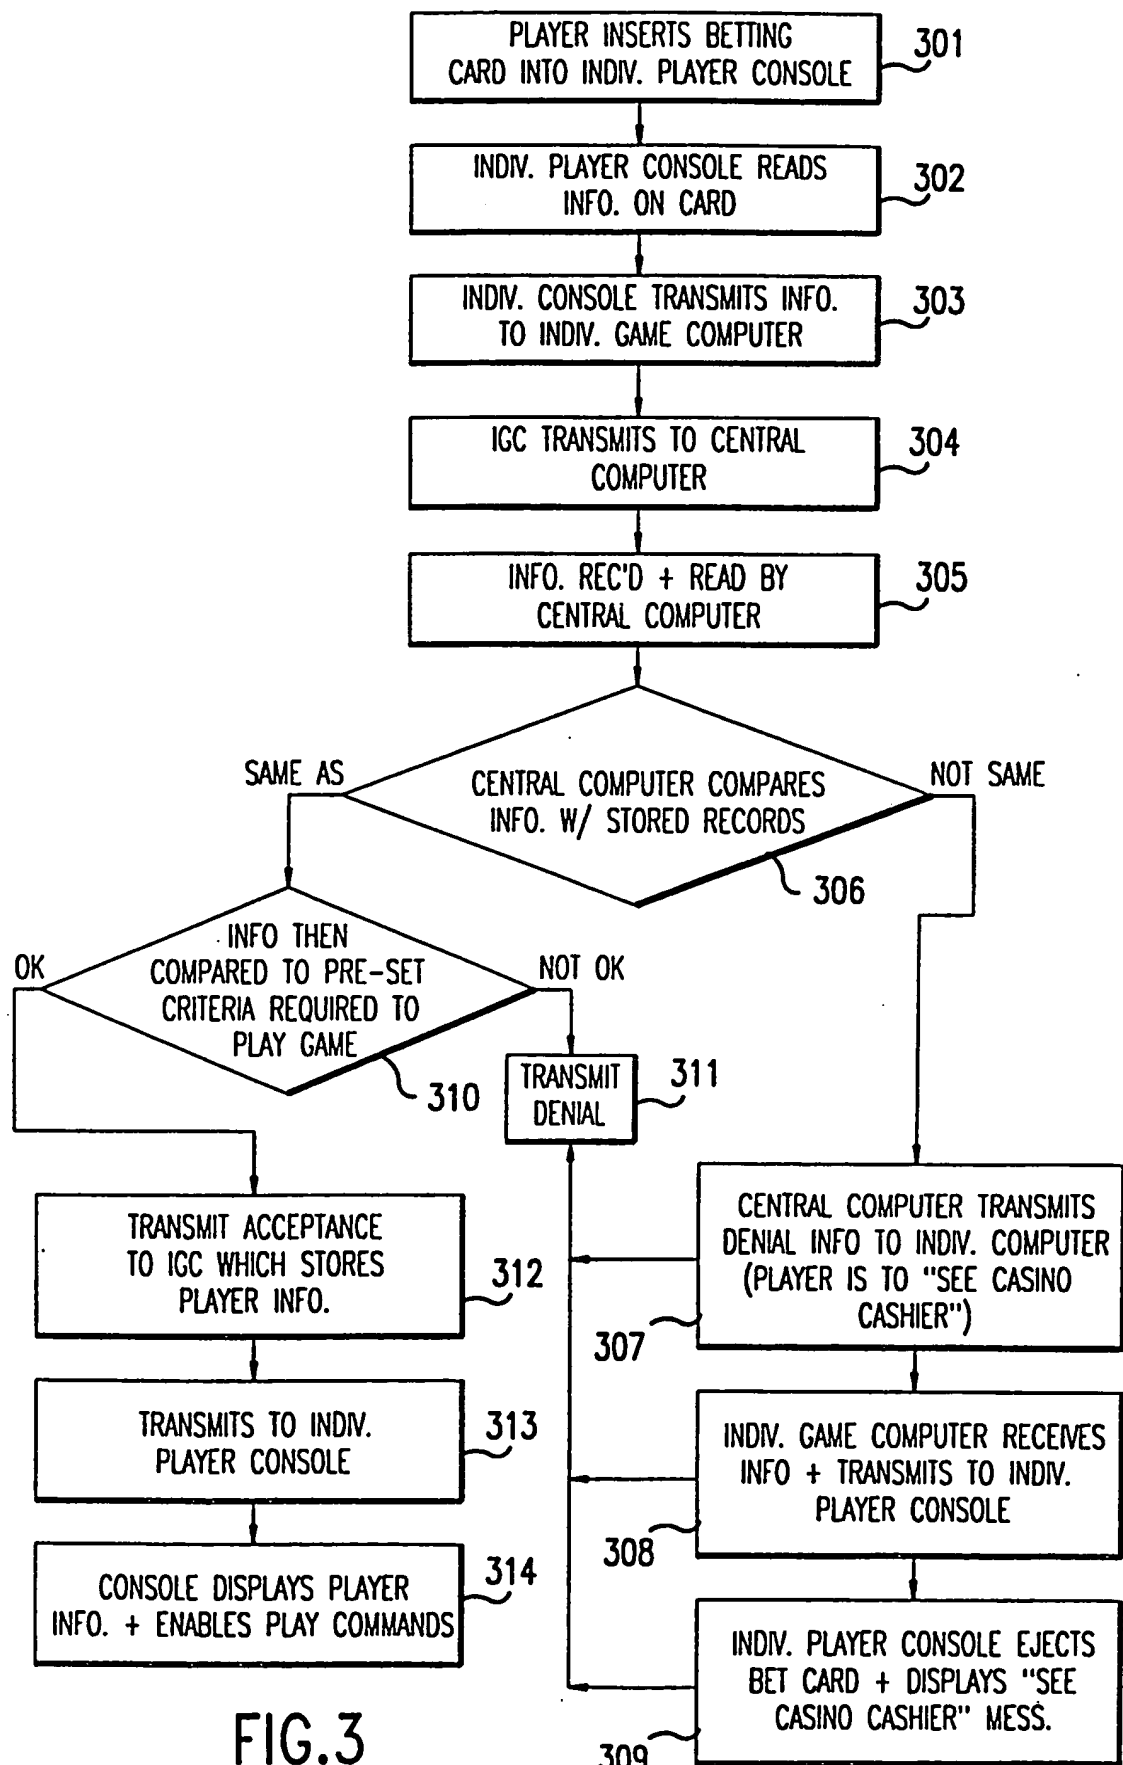 PLAYER INSERTS BETTING
CARD INTO INDIV. PLAYER CONSOLE
301
INDIV. PLAYER CONSOLE READS
INFO. ON CARD
302
INDIV. CONSOLE TRANSMITS INFO.
TO INDIV. GAME COMPUTER
303
IGC TRANSMITS TO CENTRAL
COMPUTER
304
INFO. REC'D + READ BY
CENTRAL COMPUTER
305
SAME AS
CENTRAL COMPUTER COMPARES
INFO. W/ STORED RECORDS
NOT SAME
306
OK
INFO THEN
COMPARED TO PRE-SET
CRITERIA REQUIRED TO
PLAY GAME
NOT OK
310
TRANSMIT
DENIAL
311
TRANSMIT ACCEPTANCE
TO IGC WHICH STORES
PLAYER INFO.
312
CENTRAL COMPUTER TRANSMITS
DENIAL INFO TO INDIV. COMPUTER
(PLAYER IS TO "SEE CASINO
CASHIER")
307
TRANSMITS TO INDIV.
PLAYER CONSOLE
313
INDIV. GAME COMPUTER RECEIVES
INFO + TRANSMITS TO INDIV.
PLAYER CONSOLE
308
CONSOLE DISPLAYS PLAYER
INFO. + ENABLES PLAY COMMANDS
314
INDIV. PLAYER CONSOLE EJECTS
BET CARD + DISPLAYS "SEE
CASINO CASHIER" MESS.
309
FIG.3